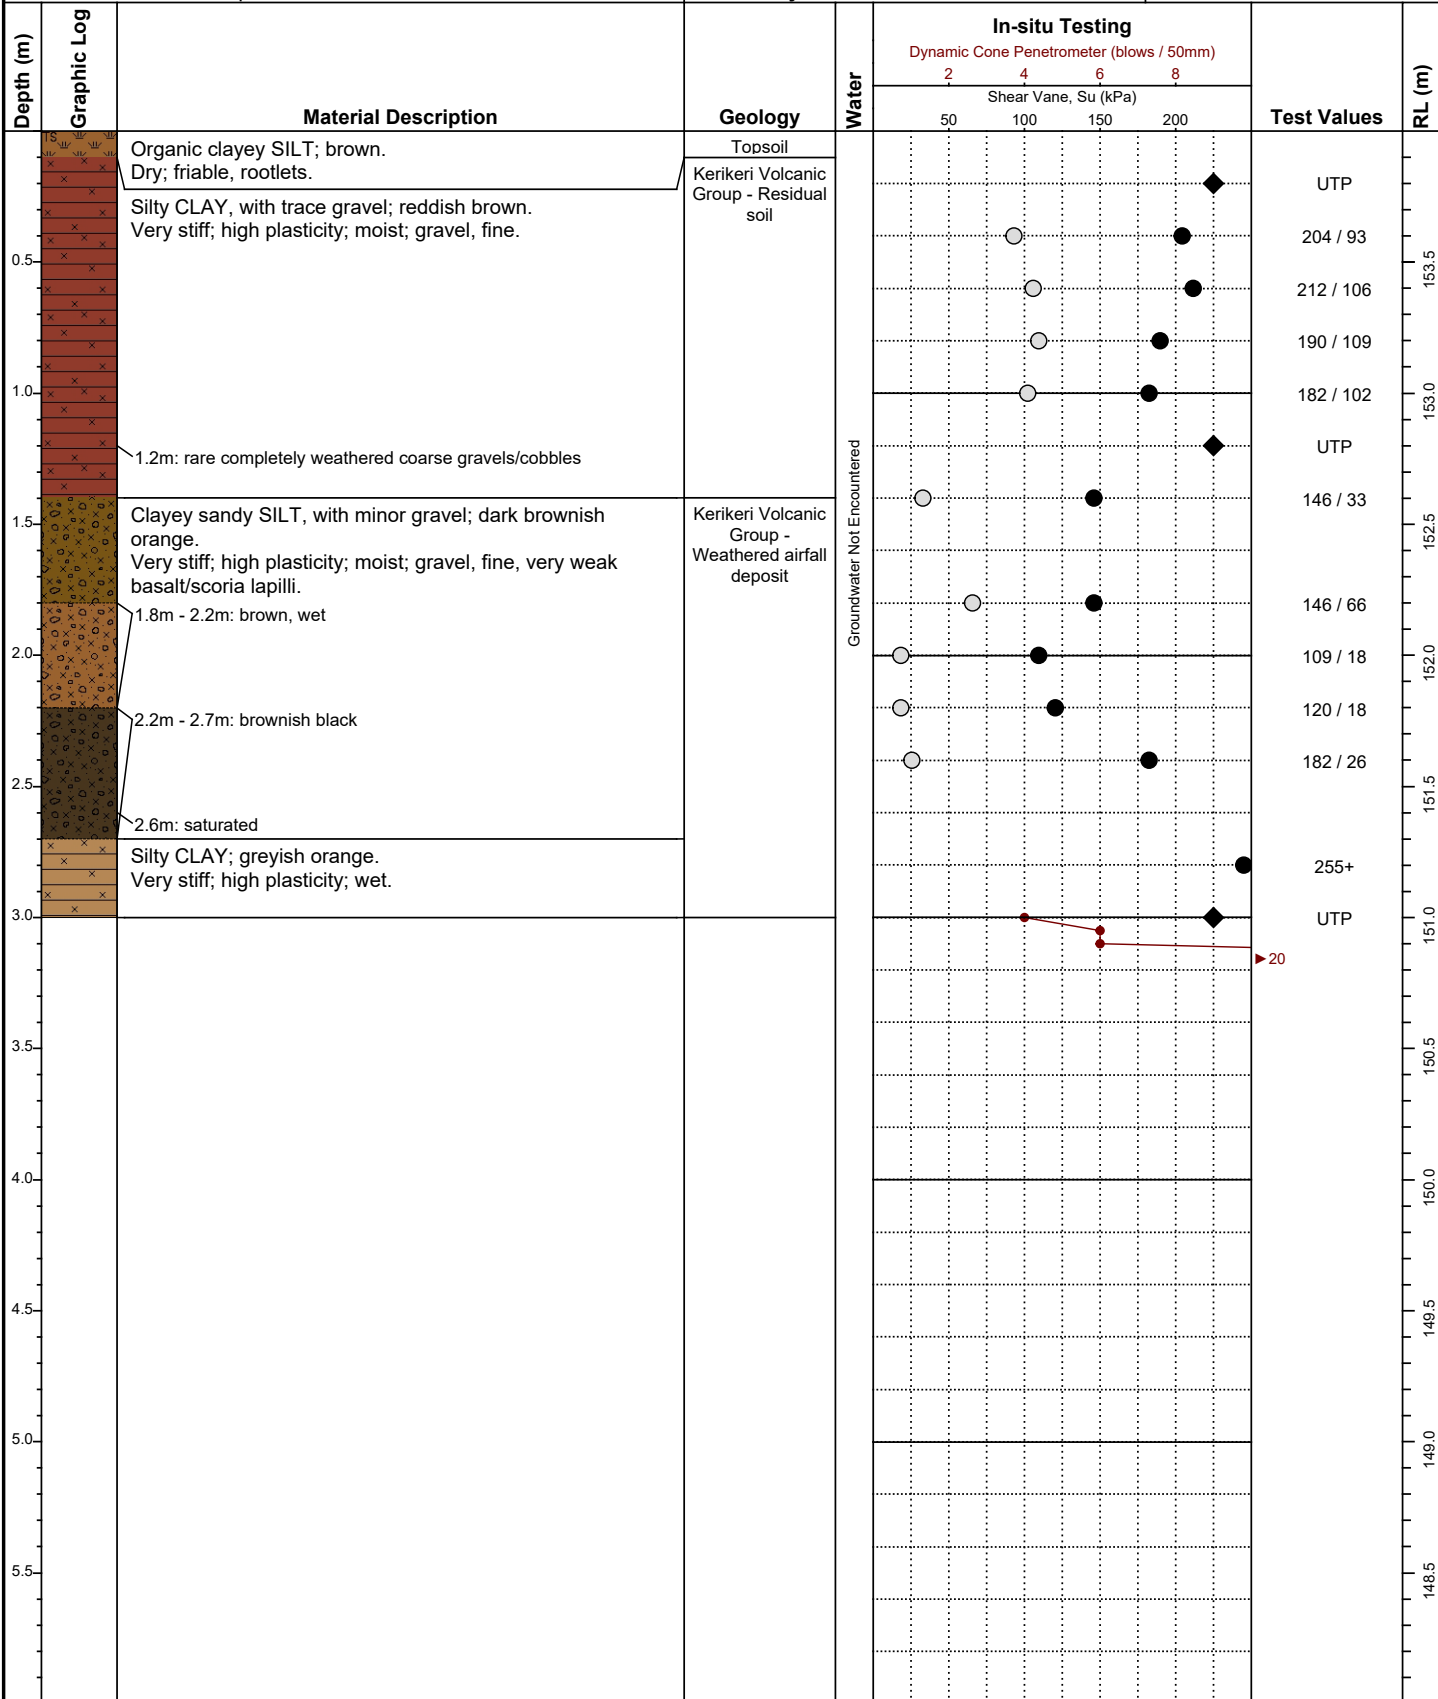 In-situ Testing
Dynamic Cone Penetrometer (blows / 50mm)
2 4 6 8
Shear Vane, Su (kPa)
50 100 150 200
Depth (m)
Graphic Log
Material Description
Geology
Water
Test Values
RL (m)
TS
Organic clayey SILT; brown.
Dry; friable, rootlets.
Topsoil
Silty CLAY, with trace gravel; reddish brown.
Very stiff; high plasticity; moist; gravel, fine.
Kerikeri Volcanic
Group - Residual
soil
1.2m: rare completely weathered coarse gravels/cobbles
Clayey sandy SILT, with minor gravel; dark brownish
orange.
Very stiff; high plasticity; moist; gravel, fine, very weak
basalt/scoria lapilli.
Kerikeri Volcanic
Group -
Weathered airfall
deposit
1.8m - 2.2m: brown, wet
2.2m - 2.7m: brownish black
2.6m: saturated
Silty CLAY; greyish orange.
Very stiff; high plasticity; wet.
0.5
1.0
1.5
2.0
2.5
3.0
3.5
4.0
4.5
5.0
5.5
Groundwater Not Encountered
UTP
204 / 93
212 / 106
190 / 109
182 / 102
UTP
146 / 33
146 / 66
109 / 18
120 / 18
182 / 26
255+
UTP
20
153.5
153.0
152.5
152.0
151.5
151.0
150.5
150.0
149.5
149.0
148.5